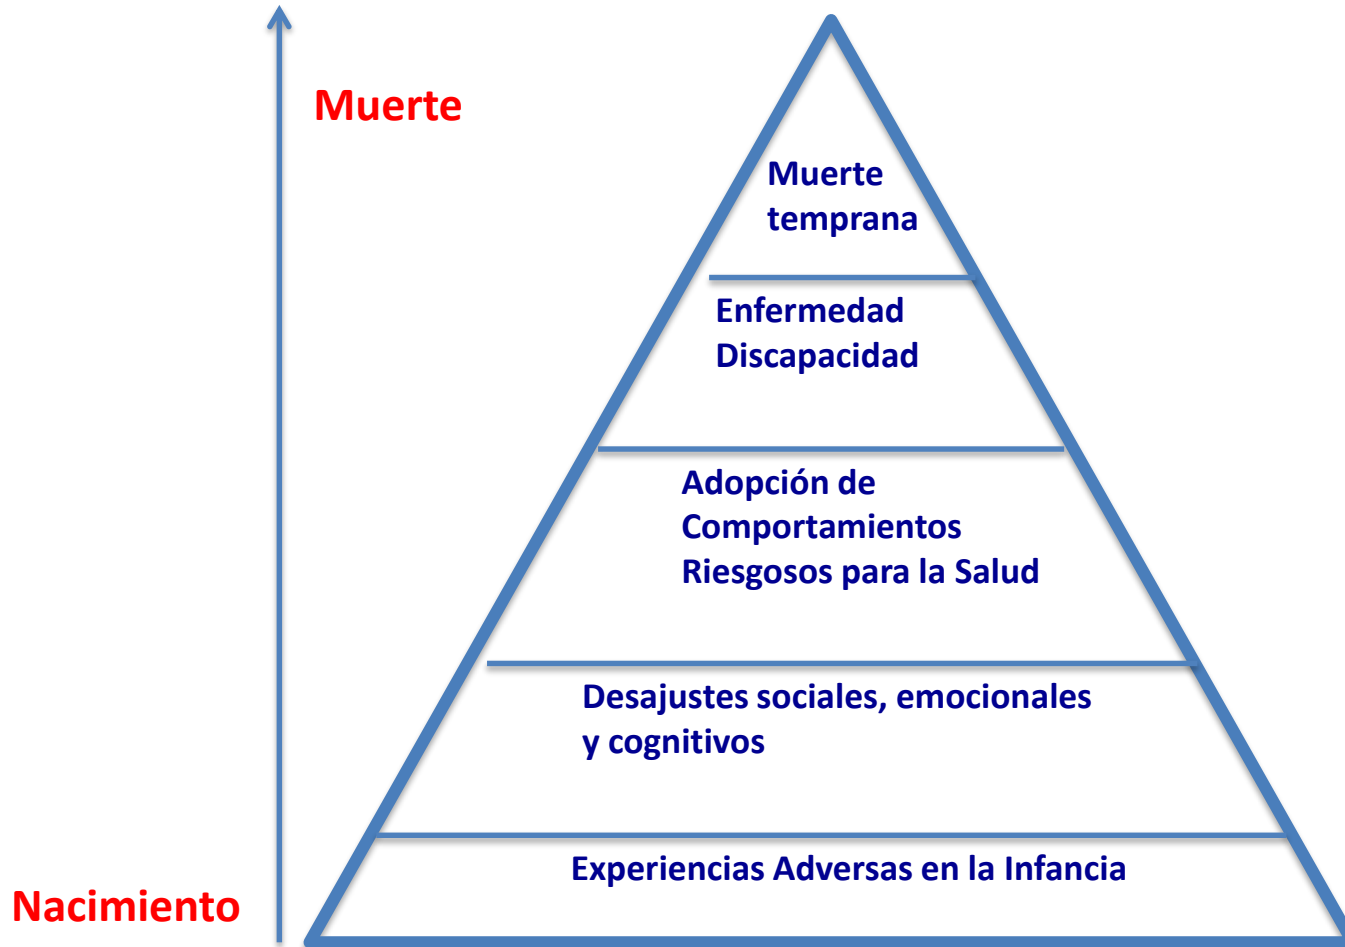 Muerte
Muerte
temprana
Enfermedad
Discapacidad
Adopción de
Comportamientos
Riesgosos para la Salud
Desajustes sociales, emocionales
y cognitivos
Experiencias Adversas en la Infancia
Nacimiento